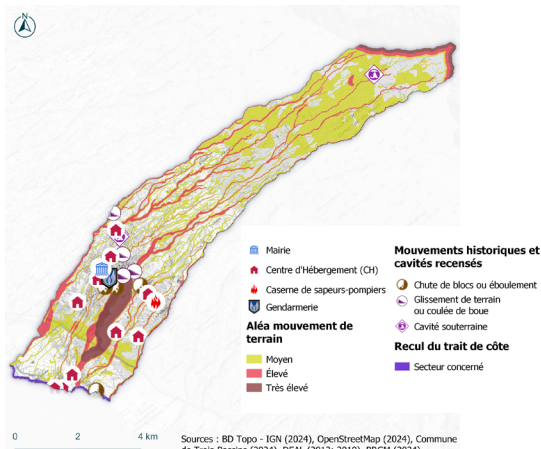 N
Mairie
Centre d'Hébergement (CH)
Caserne de sapeurs-pompiers
Gendarmerie
Aléa mouvement de
terrain
Moyen
Élevé
Très élevé
Mouvements historiques et
cavités recensés
Chute de blocs ou éboulement
Glissement de terrain
ou coulée de boue
Cavité souterraine
Recul du trait de côte
Secteur concerné
0 2 4 km
Sources : BD Topo - IGN (2024), OpenStreetMap (2024), Commune